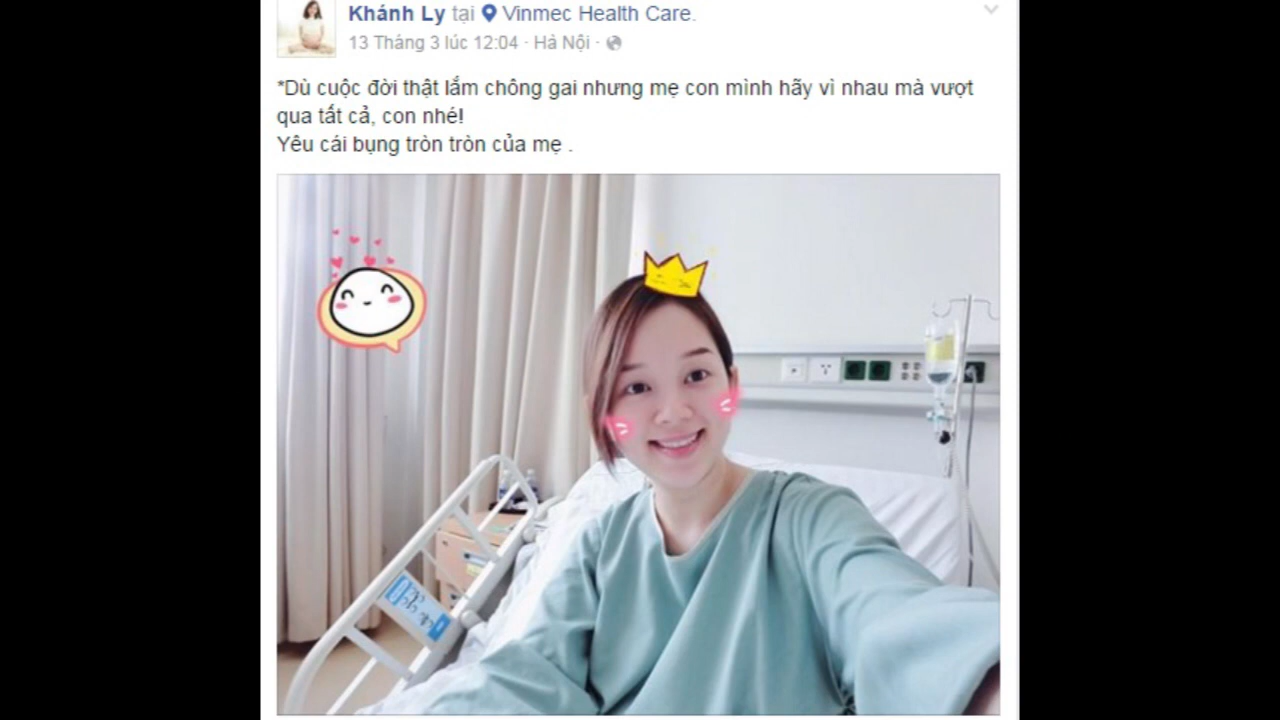 Khánh Ly tại Vinmec Health Care.
13 Tháng 3 lúc 12:04 · Hà Nội ·
*Dù cuộc đời thật lắm chông gai nhưng mẹ con mình hãy vì nhau mà vượt
qua tất cả, con nhé!
Yêu cái bụng tròn tròn của mẹ .